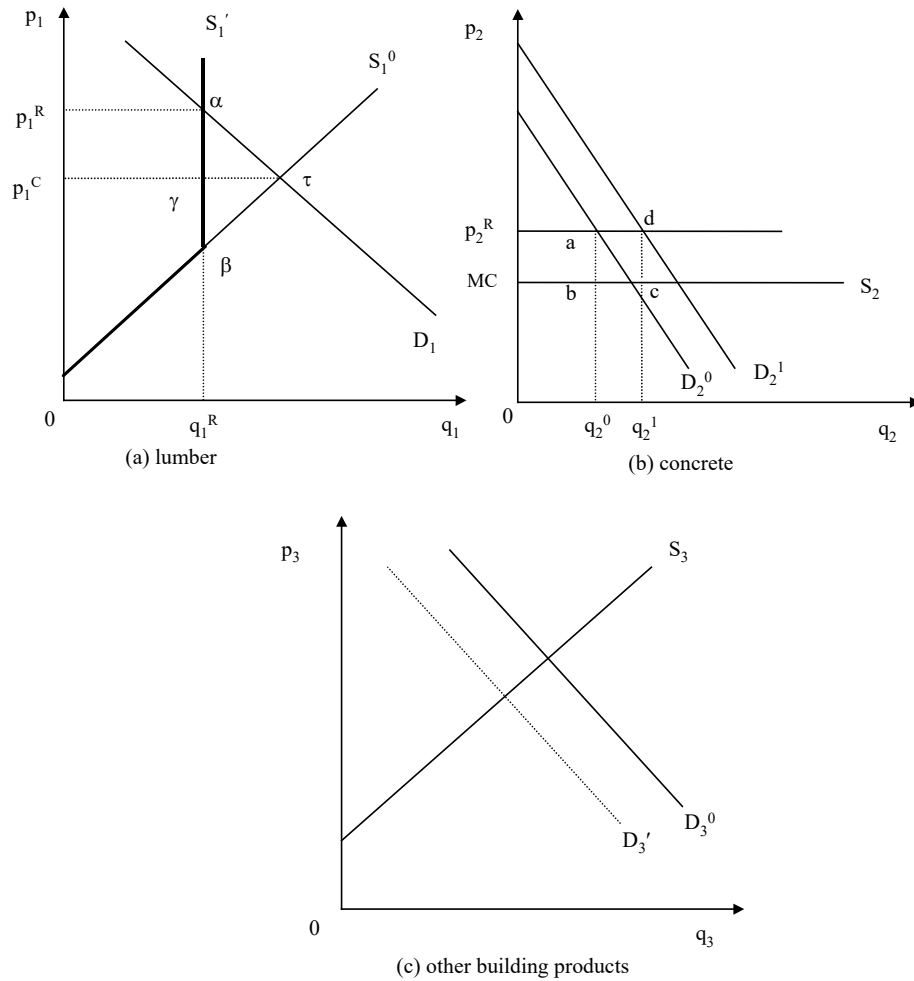 p₁
S₁′
S₁⁰
α
p₁ᴿ
p₁ᶜ
τ
γ
β
D₁
0
q₁ᴿ
q₁
(a) lumber
p₂
d
p₂ᴿ
a
MC
b
c
S₂
D₂⁰
D₂¹
0
q₂⁰
q₂¹
q₂
(b) concrete
p₃
S₃
D₃⁰
D₃′
0
q₃
(c) other building products